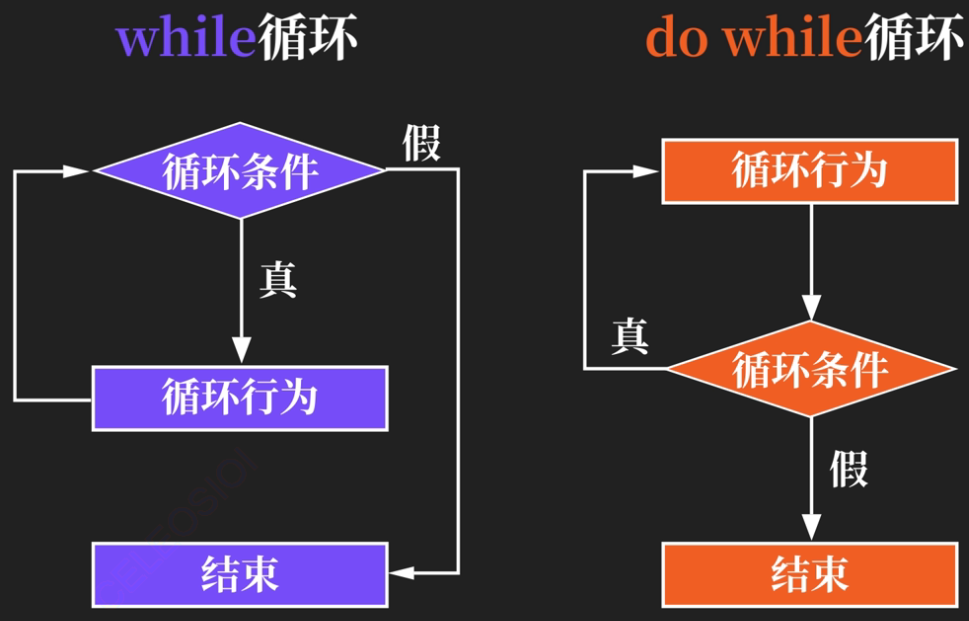 while循环
循环条件
假
真
循环行为
结束
do while循环
循环行为
循环条件
真
假
结束